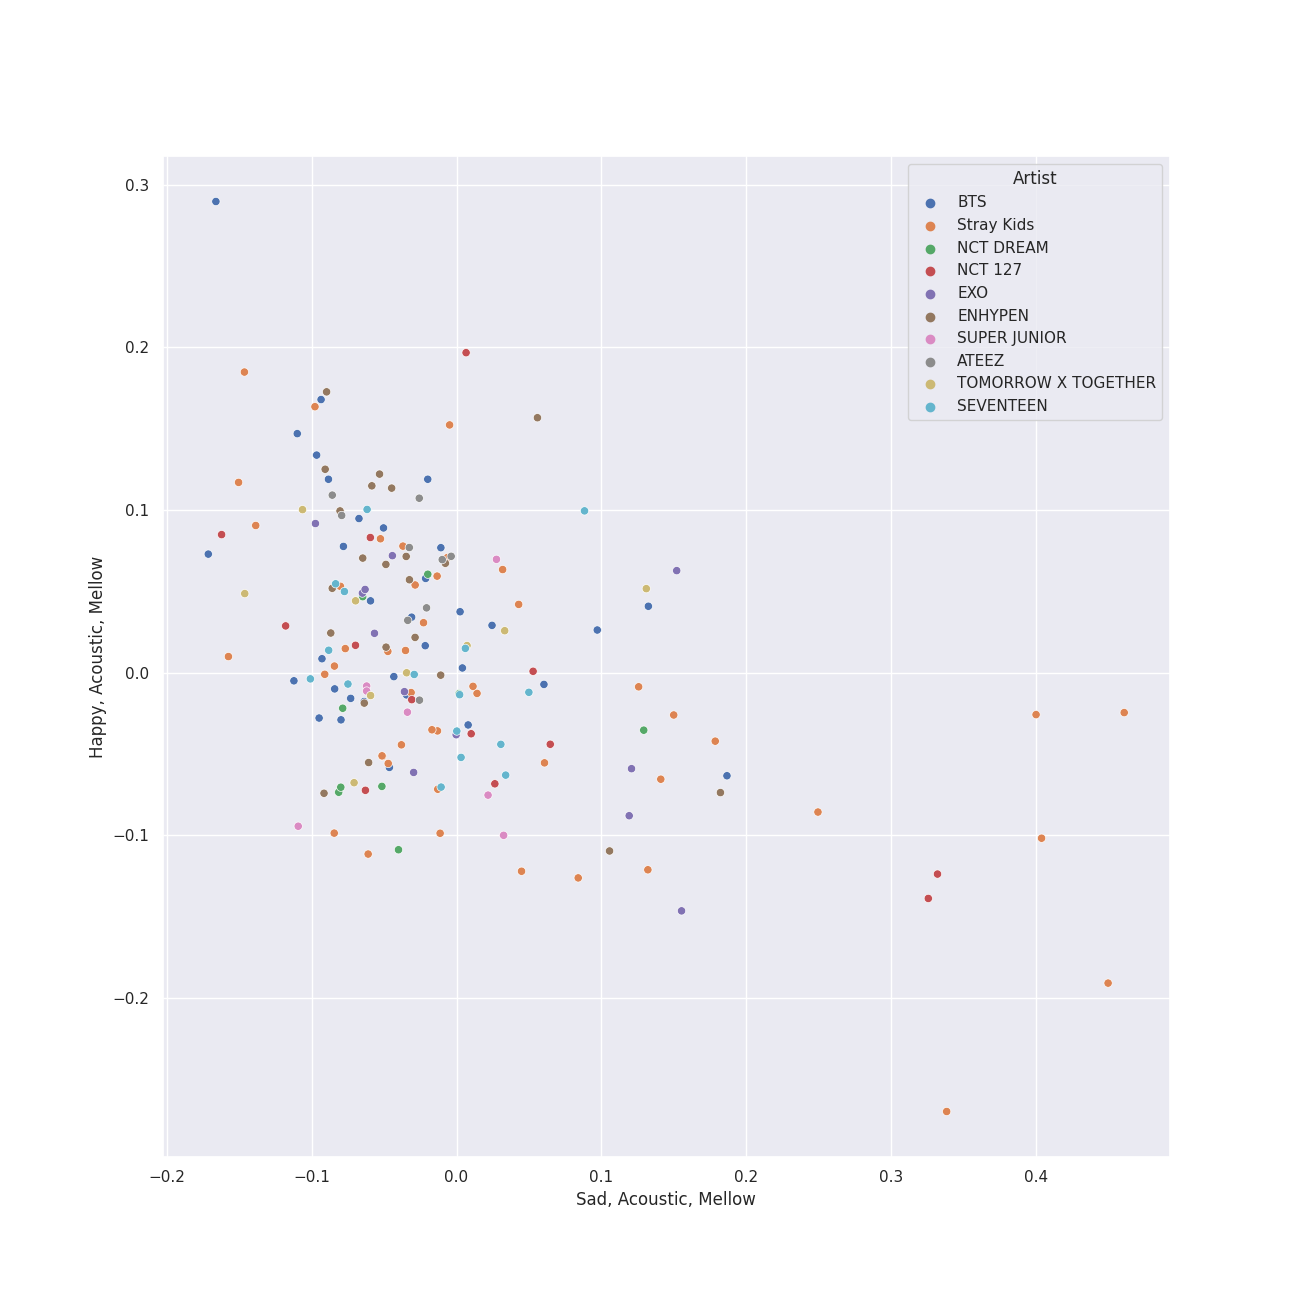 Artist
BTS
Stray Kids
NCT DREAM
NCT 127
EXO
ENHYPEN
SUPER JUNIOR
ATEEZ
TOMORROW X TOGETHER
SEVENTEEN
0.3
0.2
0.1
0.0
−0.1
−0.2
Happy, Acoustic, Mellow
−0.2 −0.1 0.0 0.1 0.2 0.3 0.4
Sad, Acoustic, Mellow